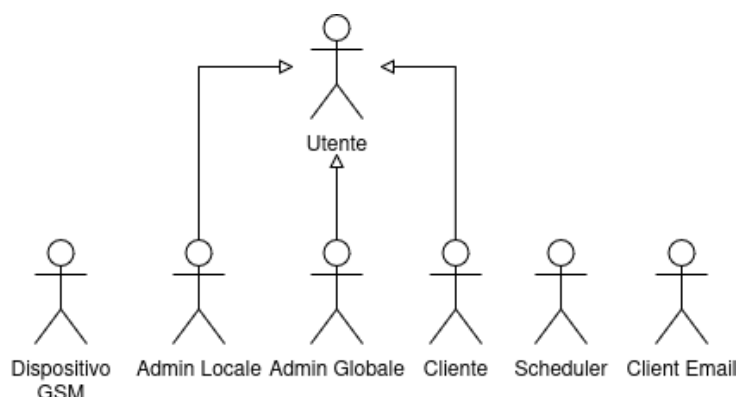 Utente
Dispositivo
GSM
Admin Locale
Admin Globale
Cliente
Scheduler
Client Email